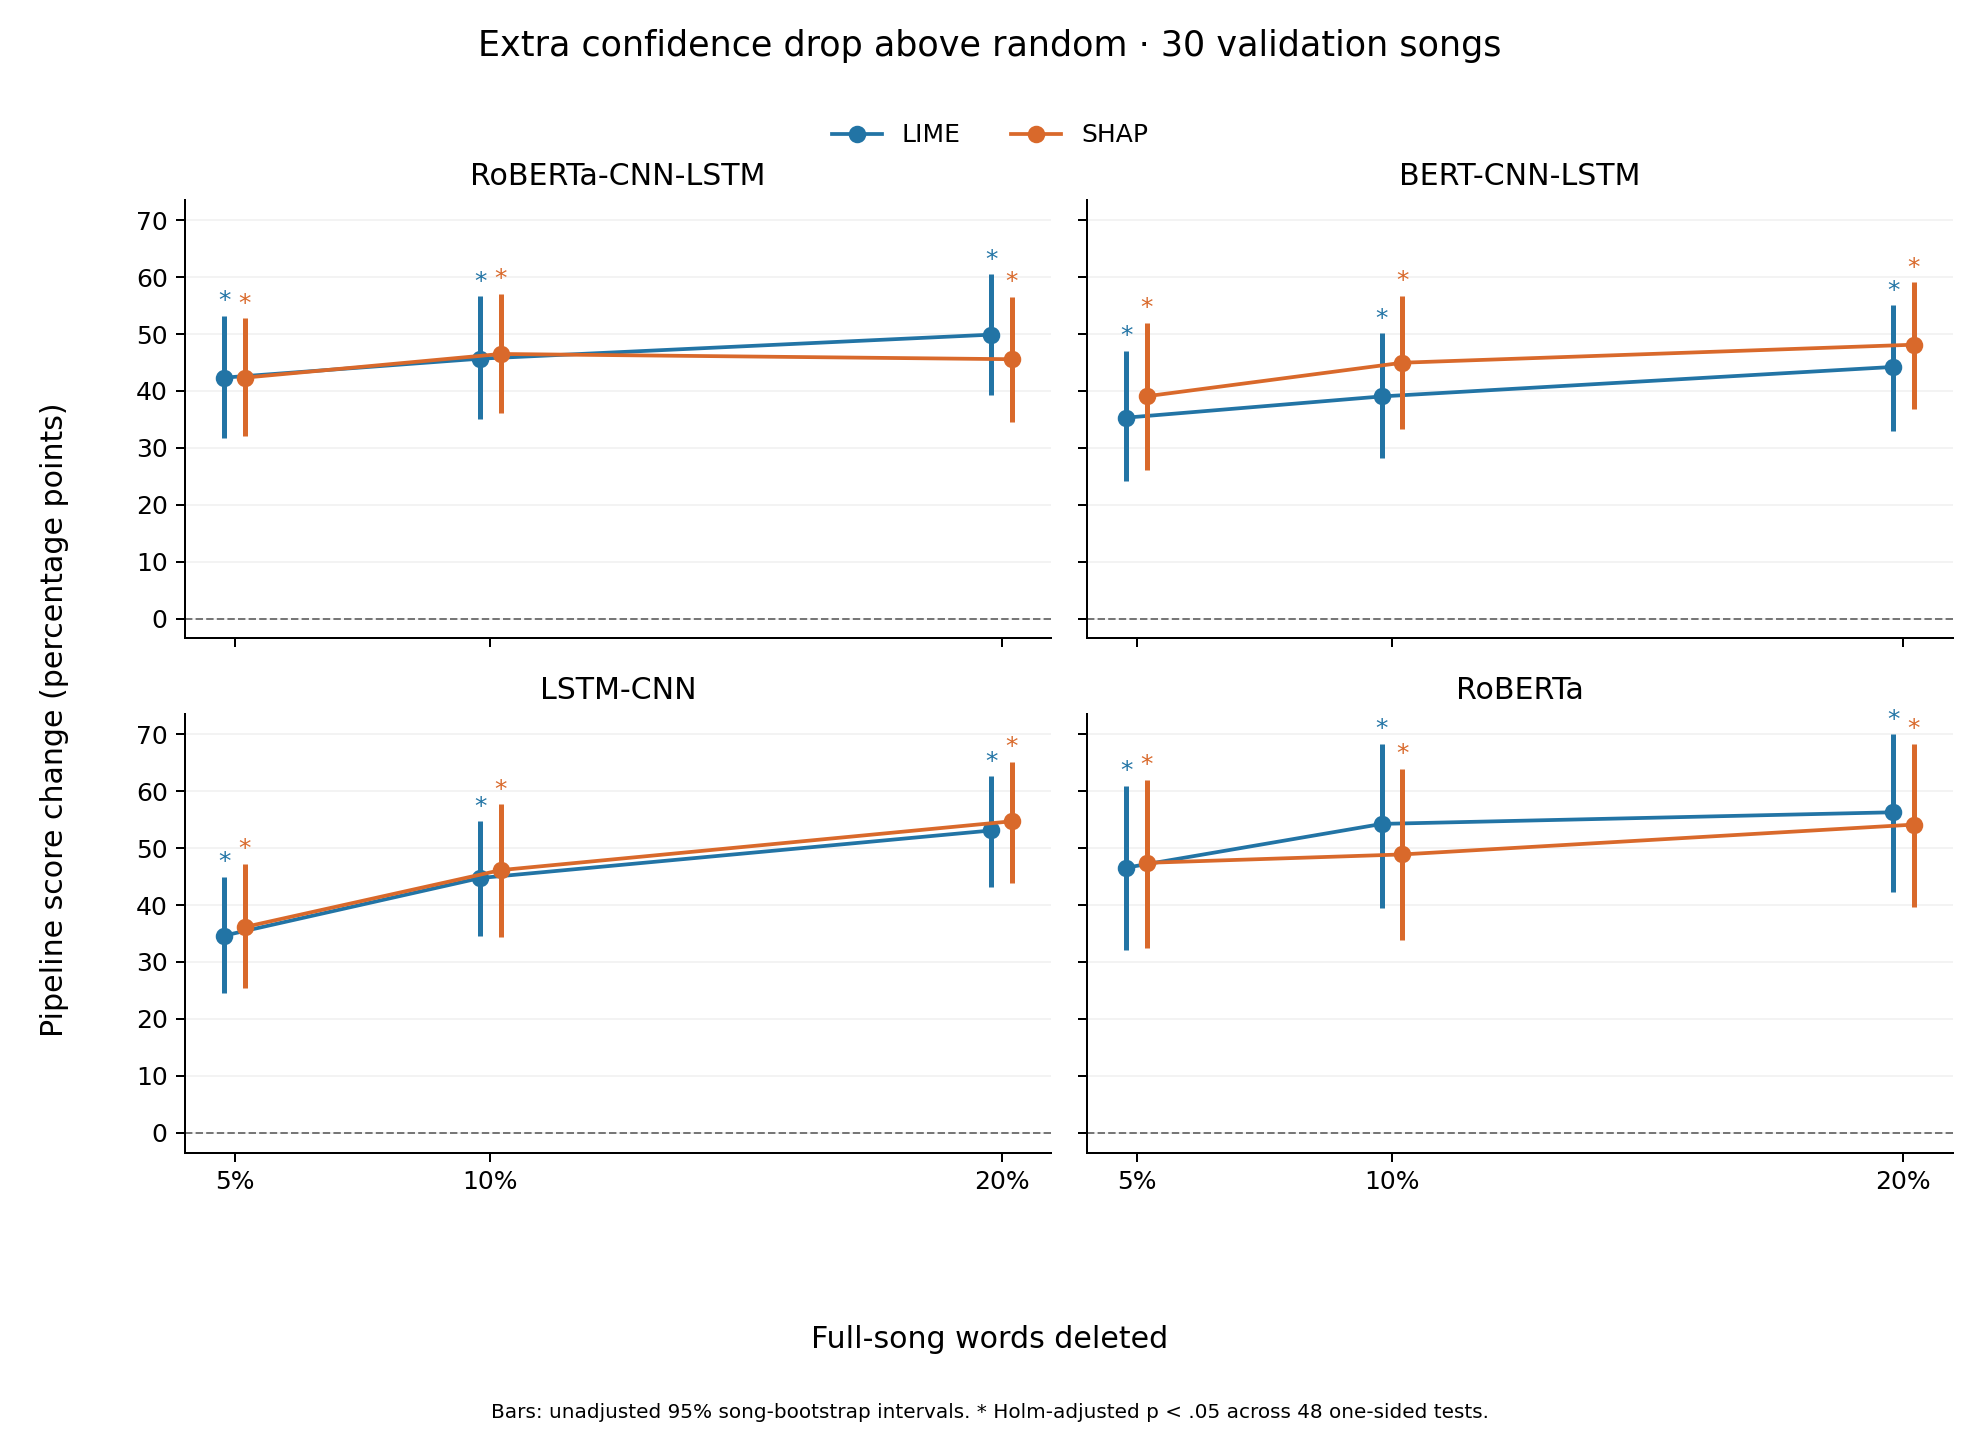 Extra confidence drop above random · 30 validation songs
LIME
SHAP
RoBERTa-CNN-LSTM
BERT-CNN-LSTM
70
60
50
40
30
20
10
0
* * * * * *
* * * * * *
LSTM-CNN
RoBERTa
70
60
50
40
30
20
10
0
* * * * * *
* * * * * *
5%
10%
20%
5%
10%
20%
Pipeline score change (percentage points)
Full-song words deleted
Bars: unadjusted 95% song-bootstrap intervals. * Holm-adjusted p < .05 across 48 one-sided tests.